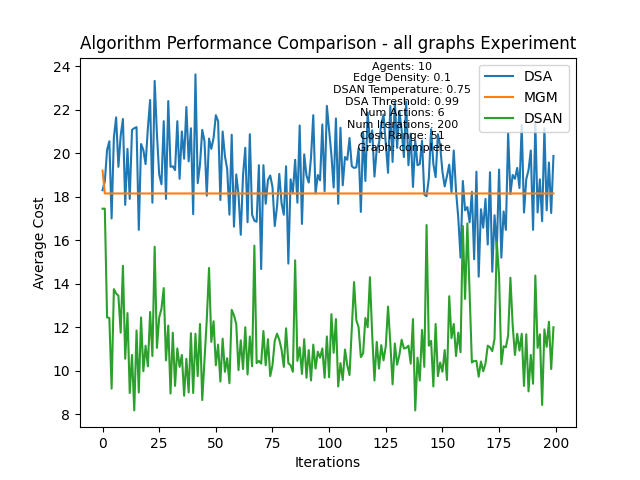 Algorithm Performance Comparison - all graphs Experiment
Agents: 10
Edge Density: 0.1
DSAN Temperature: 0.75
DSA Threshold: 0.99
Num Actions: 6
Num Iterations: 200
Cost Range: 51
Graph: complete
DSA
MGM
DSAN
Average Cost
24
22
20
18
16
14
12
10
8
0 25 50 75 100 125 150 175 200
Iterations